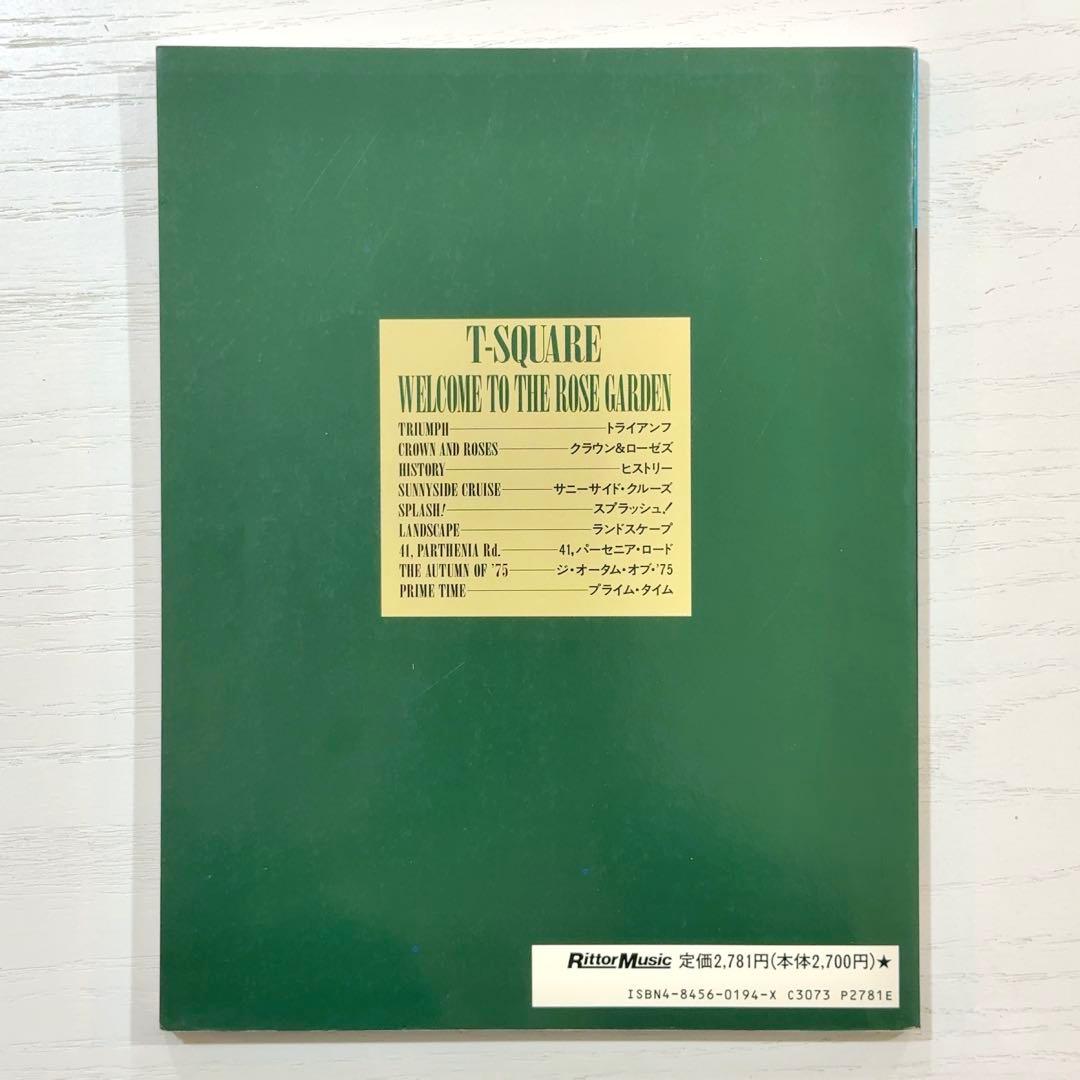 T-SQUARE
WELCOME TO THE ROSE GARDEN
TRIUMPH トライアンフ
CROWN AND ROSES クラウン&ローゼズ
HISTORY ヒストリー
SUNNYSIDE CRUISE サニーサイド・クルーズ
SPLASH! スプラッシュ!
LANDSCAPE ランドスケープ
41, PARTHENIA Rd. 41,パーセニア・ロード
THE AUTUMN OF '75 ジ・オータム・オブ・'75
PRIME TIME プライム・タイム
RittorMusic 定価2,781円(本体2,700円)★
ISBN4-8456-0194-X C3073 P2781E